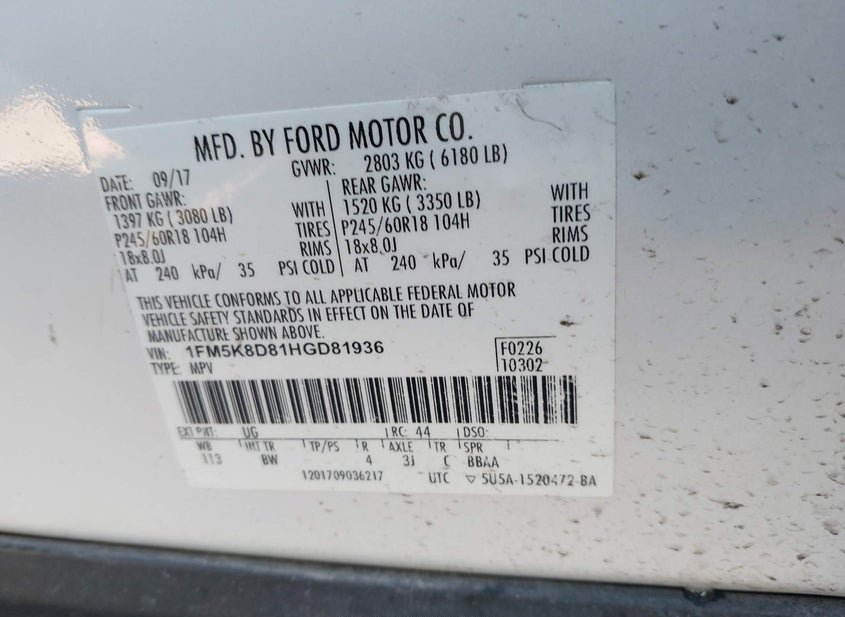 MFD. BY FORD MOTOR CO.
DATE: 09/17 GVWR: 2803 KG ( 6180 LB)
FRONT GAWR: REAR GAWR:
1397 KG ( 3080 LB) WITH 1520 KG ( 3350 LB) WITH
P245/60R18 104H TIRES P245/60R18 104H TIRES
18x8.0J RIMS 18x8.0J RIMS
AT 240 kPa/ 35 PSI COLD AT 240 kPa/ 35 PSI COLD
THIS VEHICLE CONFORMS TO ALL APPLICABLE FEDERAL MOTOR
VEHICLE SAFETY STANDARDS IN EFFECT ON THE DATE OF
MANUFACTURE SHOWN ABOVE.
VIN: 1FM5K8D81HGD81936 F0226
TYPE: MPV 10302
EXT PNT: UG RC: 44 DSO:
WB INT TR TP/PS R AXLE TR SPR
113 BW 4 3J C BBAA
1201709036217 UTC ▽ 5U5A-1520472-BA